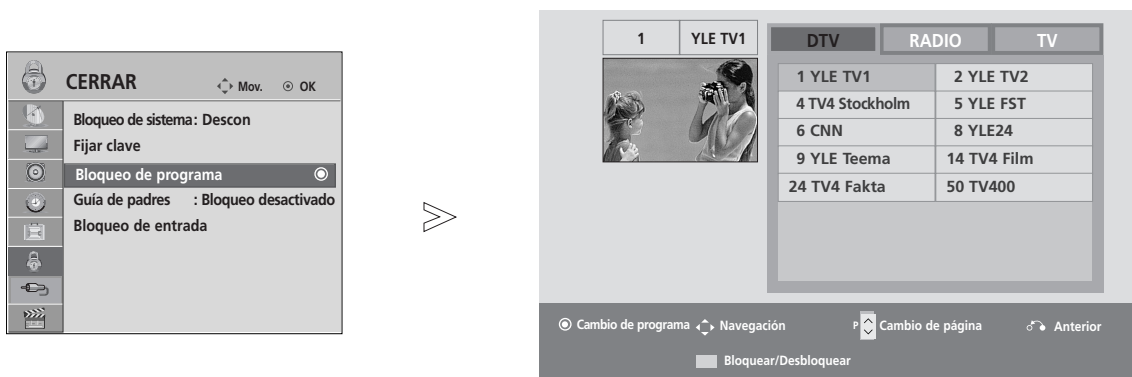 CERRAR Mov. OK
Bloqueo de sistema : Descon
Fijar clave
Bloqueo de programa
Guía de padres : Bloqueo desactivado
Bloqueo de entrada
1 YLE TV1
DTV RADIO TV
1 YLE TV1 2 YLE TV2
4 TV4 Stockholm 5 YLE FST
6 CNN 8 YLE24
9 YLE Teema 14 TV4 Film
24 TV4 Fakta 50 TV400
Cambio de programa Navegación P Cambio de página Anterior
Bloquear/Desbloquear